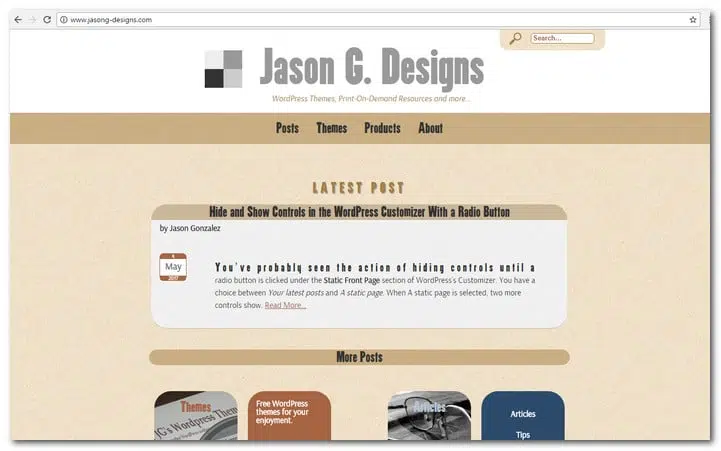 www.jasong-designs.com
Search...
Jason G. Designs
WordPress Themes, Print-On-Demand Resources and more...
Posts Themes Products About
LATEST POST
Hide and Show Controls in the WordPress Customizer With a Radio Button
by Jason Gonzalez
4
May
2017
You've probably seen the action of hiding controls until a
radio button is clicked under the Static Front Page section of WordPress's Customizer. You have a
choice between Your latest posts and A static page. When A static page is selected, two more
controls show. Read More...
More Posts
Themes
JG's Wordpress Them
Free WordPress
themes for your
enjoyment.
Articles
Articles
Tips